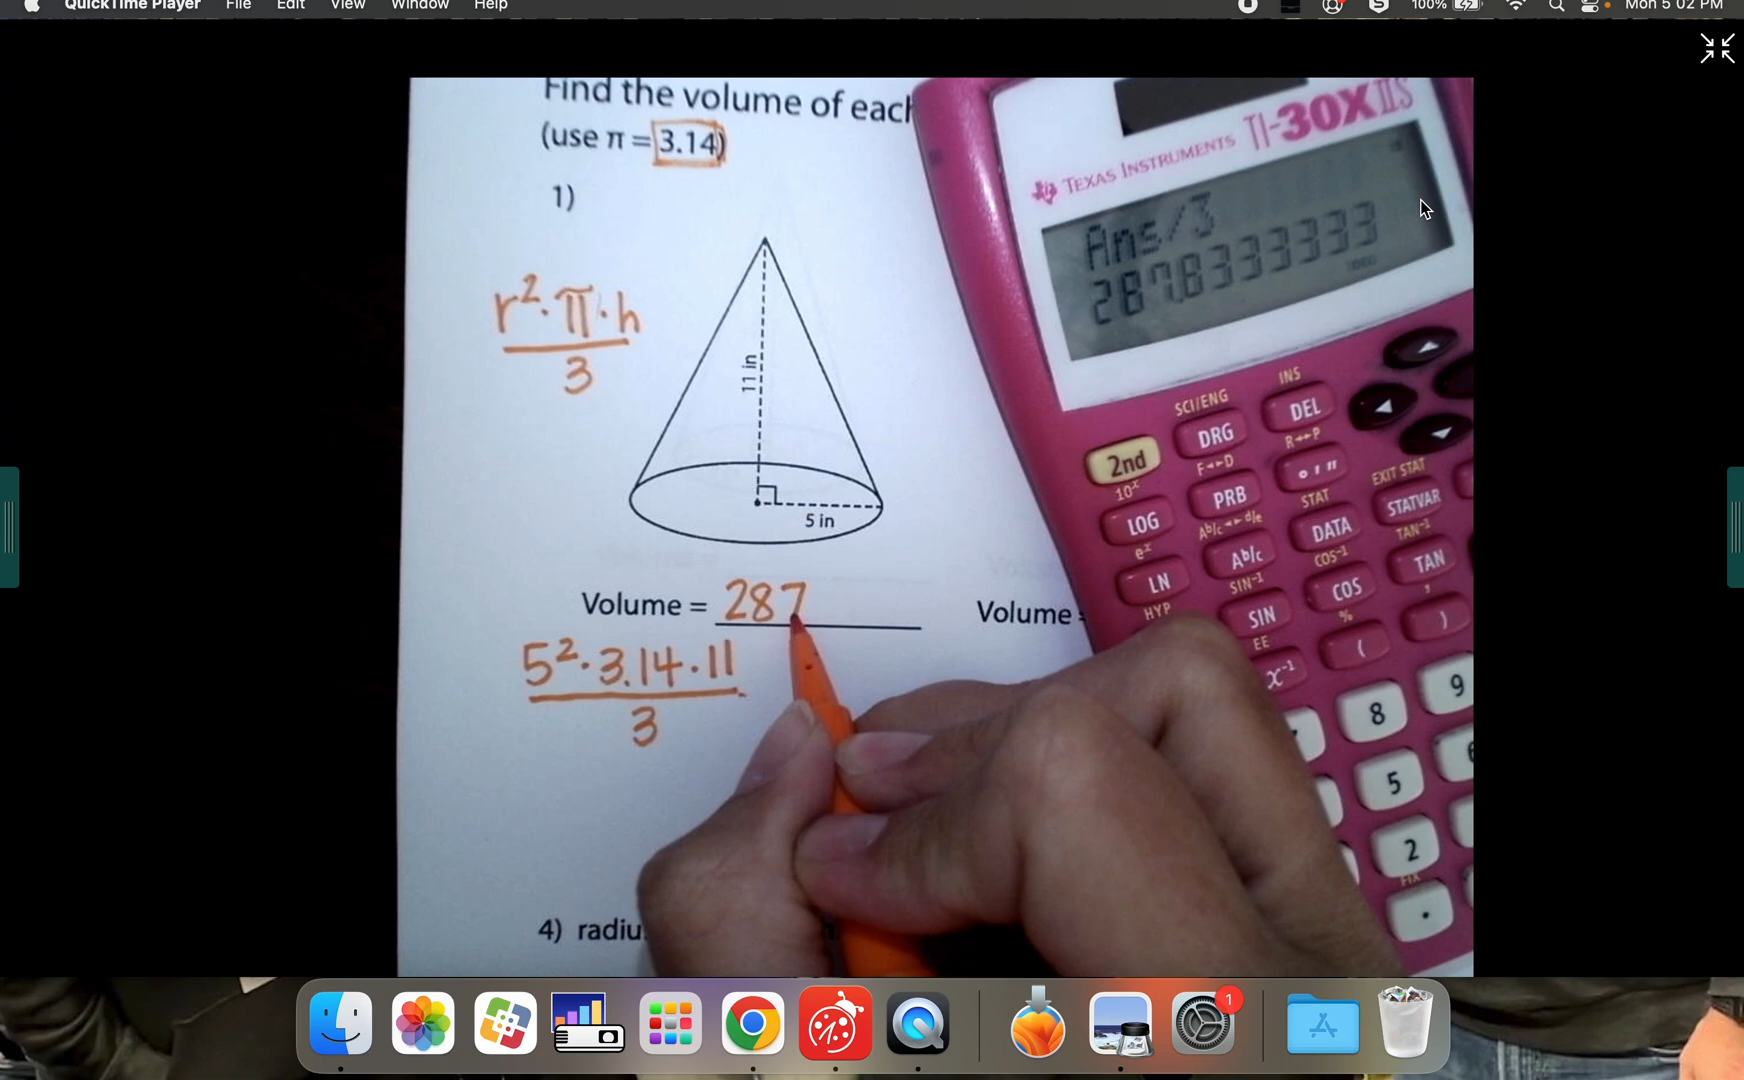 QuickTime Player File Edit View Window Help 100% Mon 5 02 PM
Find the volume of each
(use π = 3.14)
1)
r²·π·h
3
11 in
5 in
Volume = 287
5²·3.14·11
3
Volume =
4) radiu
TEXAS INSTRUMENTS TI-30X IIS
Ans/3
287.8333333
DEG
SCI/ENG INS
2nd DRG DEL
10ˣ F◄►D R◄►P
LOG PRB ° ' "
eˣ Ab/c◄►d/e STAT EXIT STAT
LN Ab/c DATA STATVAR
HYP SIN⁻¹ COS⁻¹ TAN⁻¹
SIN COS TAN
EE % ,
x⁻¹ ( )
8 9
5
2
FIX
.
1